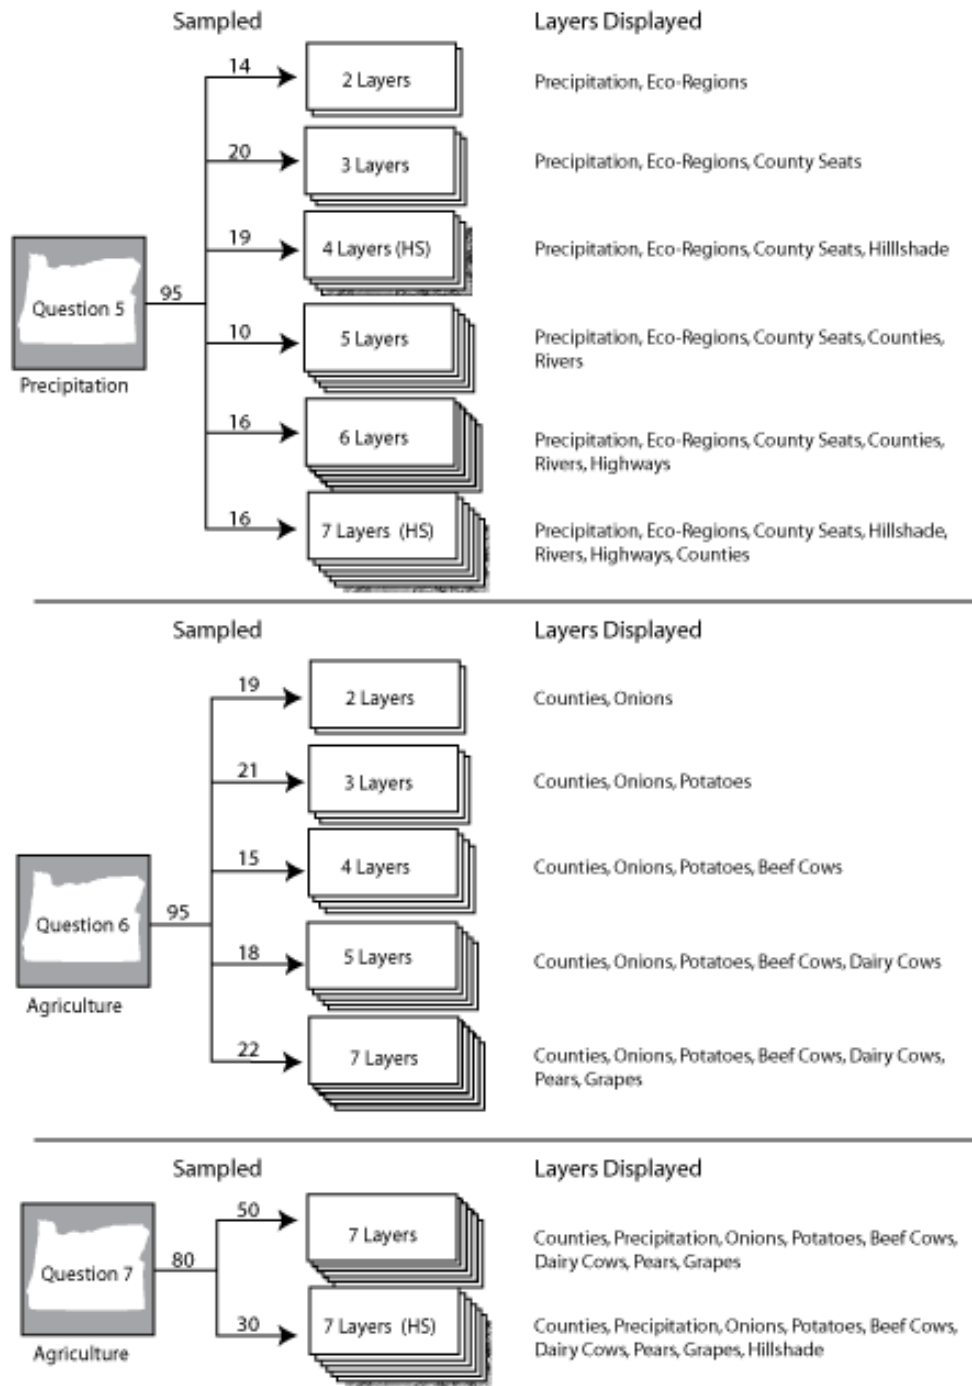 Sampled
Layers Displayed
14
2 Layers
Precipitation, Eco-Regions
20
3 Layers
Precipitation, Eco-Regions, County Seats
19
4 Layers (HS)
Precipitation, Eco-Regions, County Seats, Hilllshade
Question 5
95
Precipitation
10
5 Layers
Precipitation, Eco-Regions, County Seats, Counties,
Rivers
16
6 Layers
Precipitation, Eco-Regions, County Seats, Counties,
Rivers, Highways
16
7 Layers (HS)
Precipitation, Eco-Regions, County Seats, Hillshade,
Rivers, Highways, Counties
Sampled
Layers Displayed
19
2 Layers
Counties, Onions
21
3 Layers
Counties, Onions, Potatoes
15
4 Layers
Counties, Onions, Potatoes, Beef Cows
Question 6
95
Agriculture
18
5 Layers
Counties, Onions, Potatoes, Beef Cows, Dairy Cows
22
7 Layers
Counties, Onions, Potatoes, Beef Cows, Dairy Cows,
Pears, Grapes
Sampled
Layers Displayed
50
7 Layers
Counties, Precipitation, Onions, Potatoes, Beef Cows,
Dairy Cows, Pears, Grapes
Question 7
80
Agriculture
30
7 Layers (HS)
Counties, Precipitation, Onions, Potatoes, Beef Cows,
Dairy Cows, Pears, Grapes, Hillshade